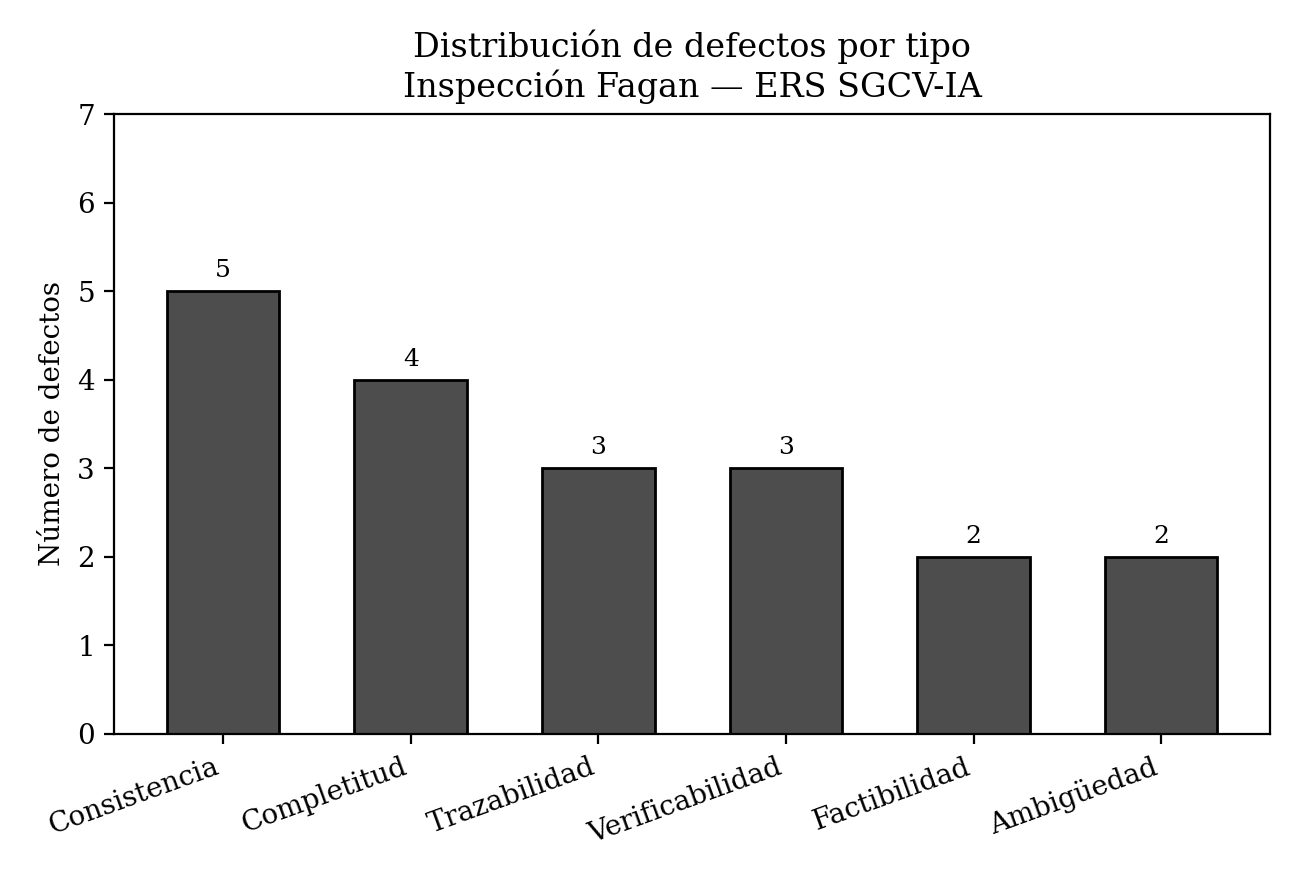 Distribución de defectos por tipo
Inspección Fagan — ERS SGCV-IA
Número de defectos
7
6
5
4
3
2
1
0
5
4
3
3
2
2
Consistencia
Completitud
Trazabilidad
Verificabilidad
Factibilidad
Ambigüedad